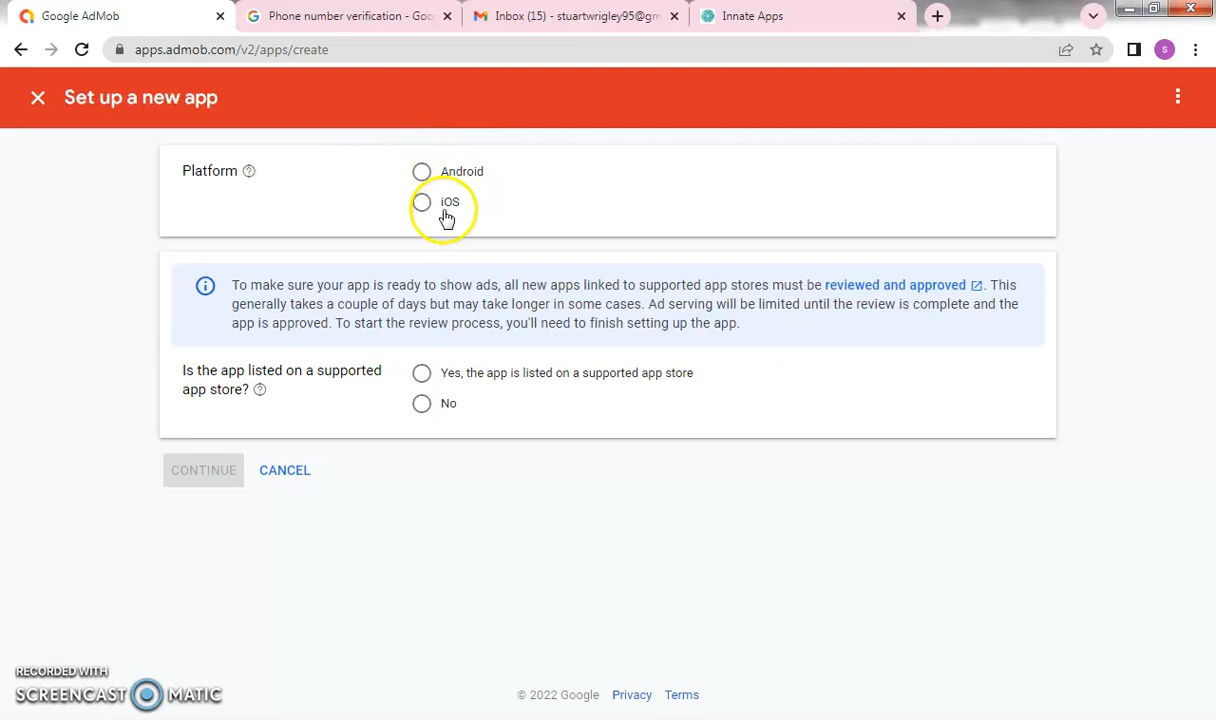 Google AdMob
Phone number verification - Goo
Inbox (15) - stuartwrigley95@gm
Innate Apps
apps.admob.com/v2/apps/create
S
Set up a new app
Platform
Android
iOS
To make sure your app is ready to show ads, all new apps linked to supported app stores must be reviewed and approved. This
generally takes a couple of days but may take longer in some cases. Ad serving will be limited until the review is complete and the
app is approved. To start the review process, you'll need to finish setting up the app.
Is the app listed on a supported
app store?
Yes, the app is listed on a supported app store
No
CONTINUE CANCEL
RECORDED WITH
SCREENCAST MATIC
© 2022 Google Privacy Terms